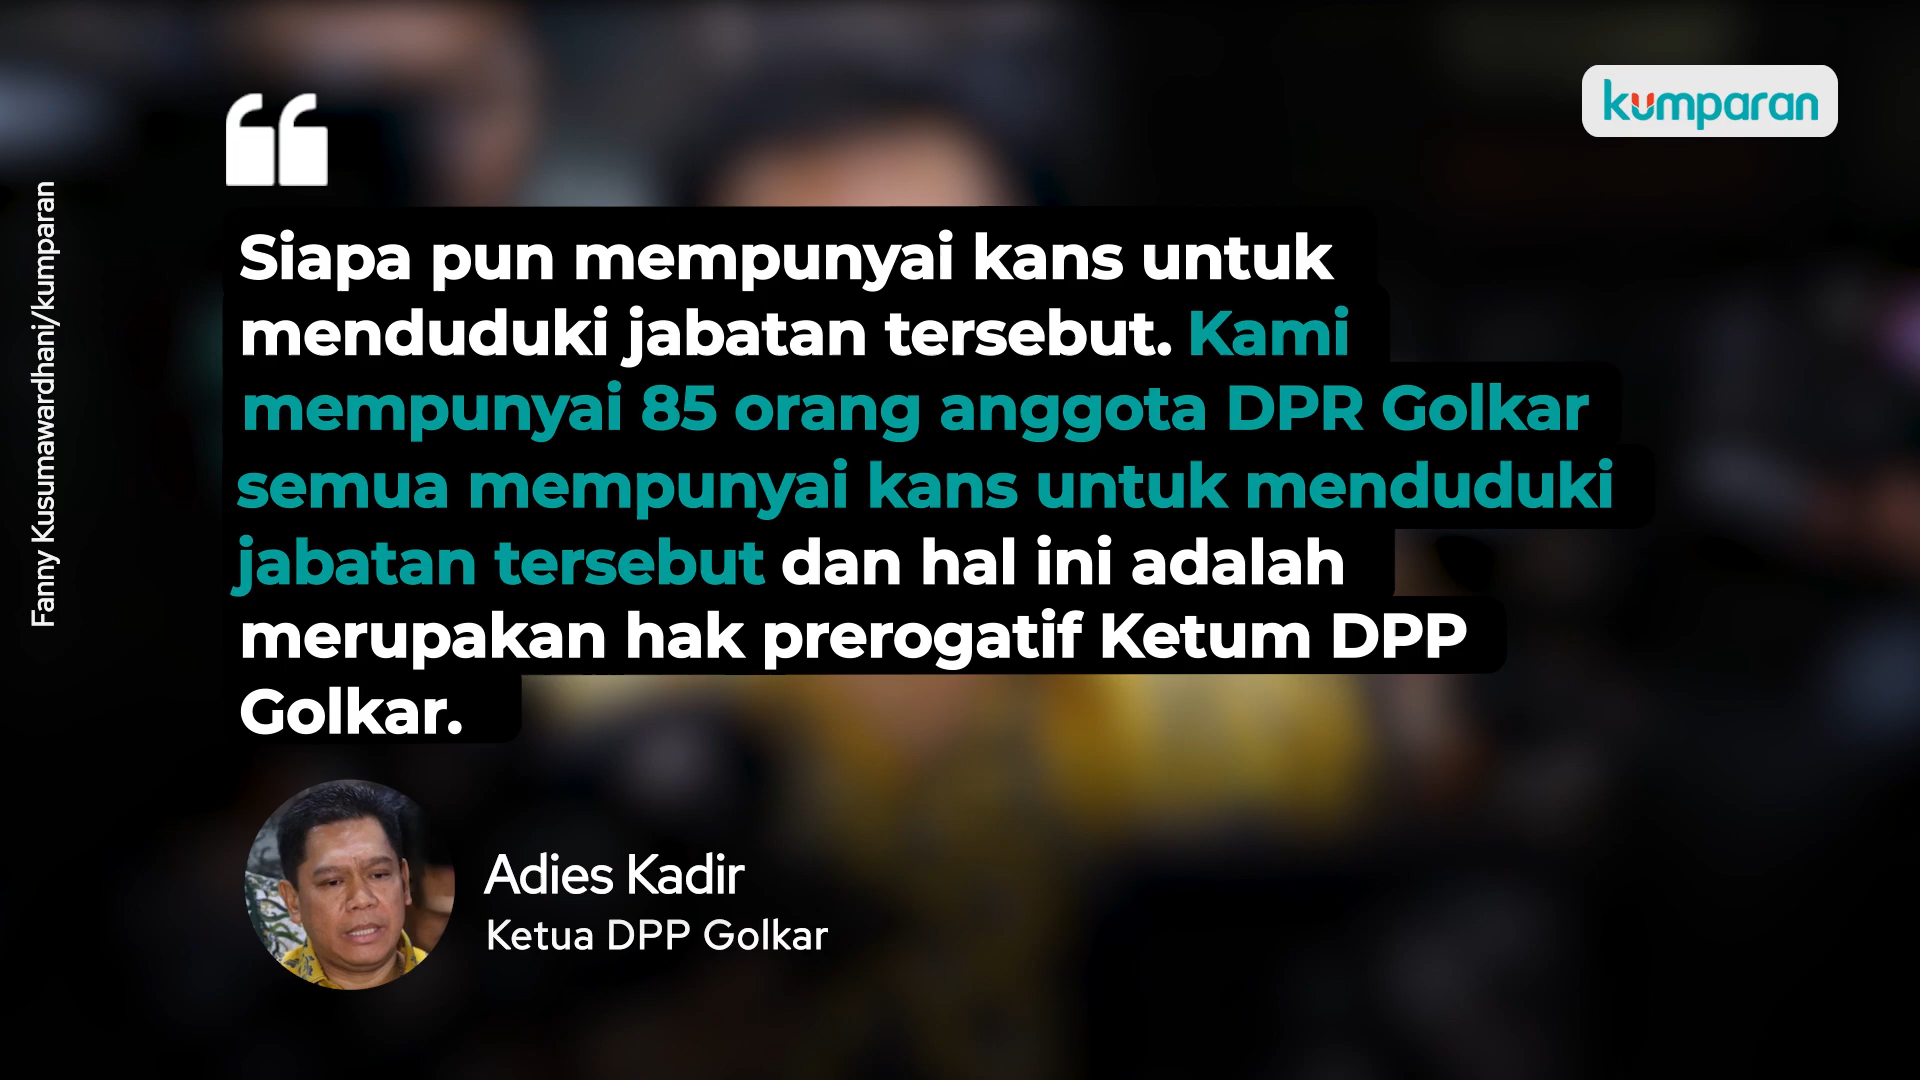 kumparan
Fanny Kusumawardhani/kumparan
Siapa pun mempunyai kans untuk
menduduki jabatan tersebut. Kami
mempunyai 85 orang anggota DPR Golkar
semua mempunyai kans untuk menduduki
jabatan tersebut dan hal ini adalah
merupakan hak prerogatif Ketum DPP
Golkar.
Adies Kadir
Ketua DPP Golkar